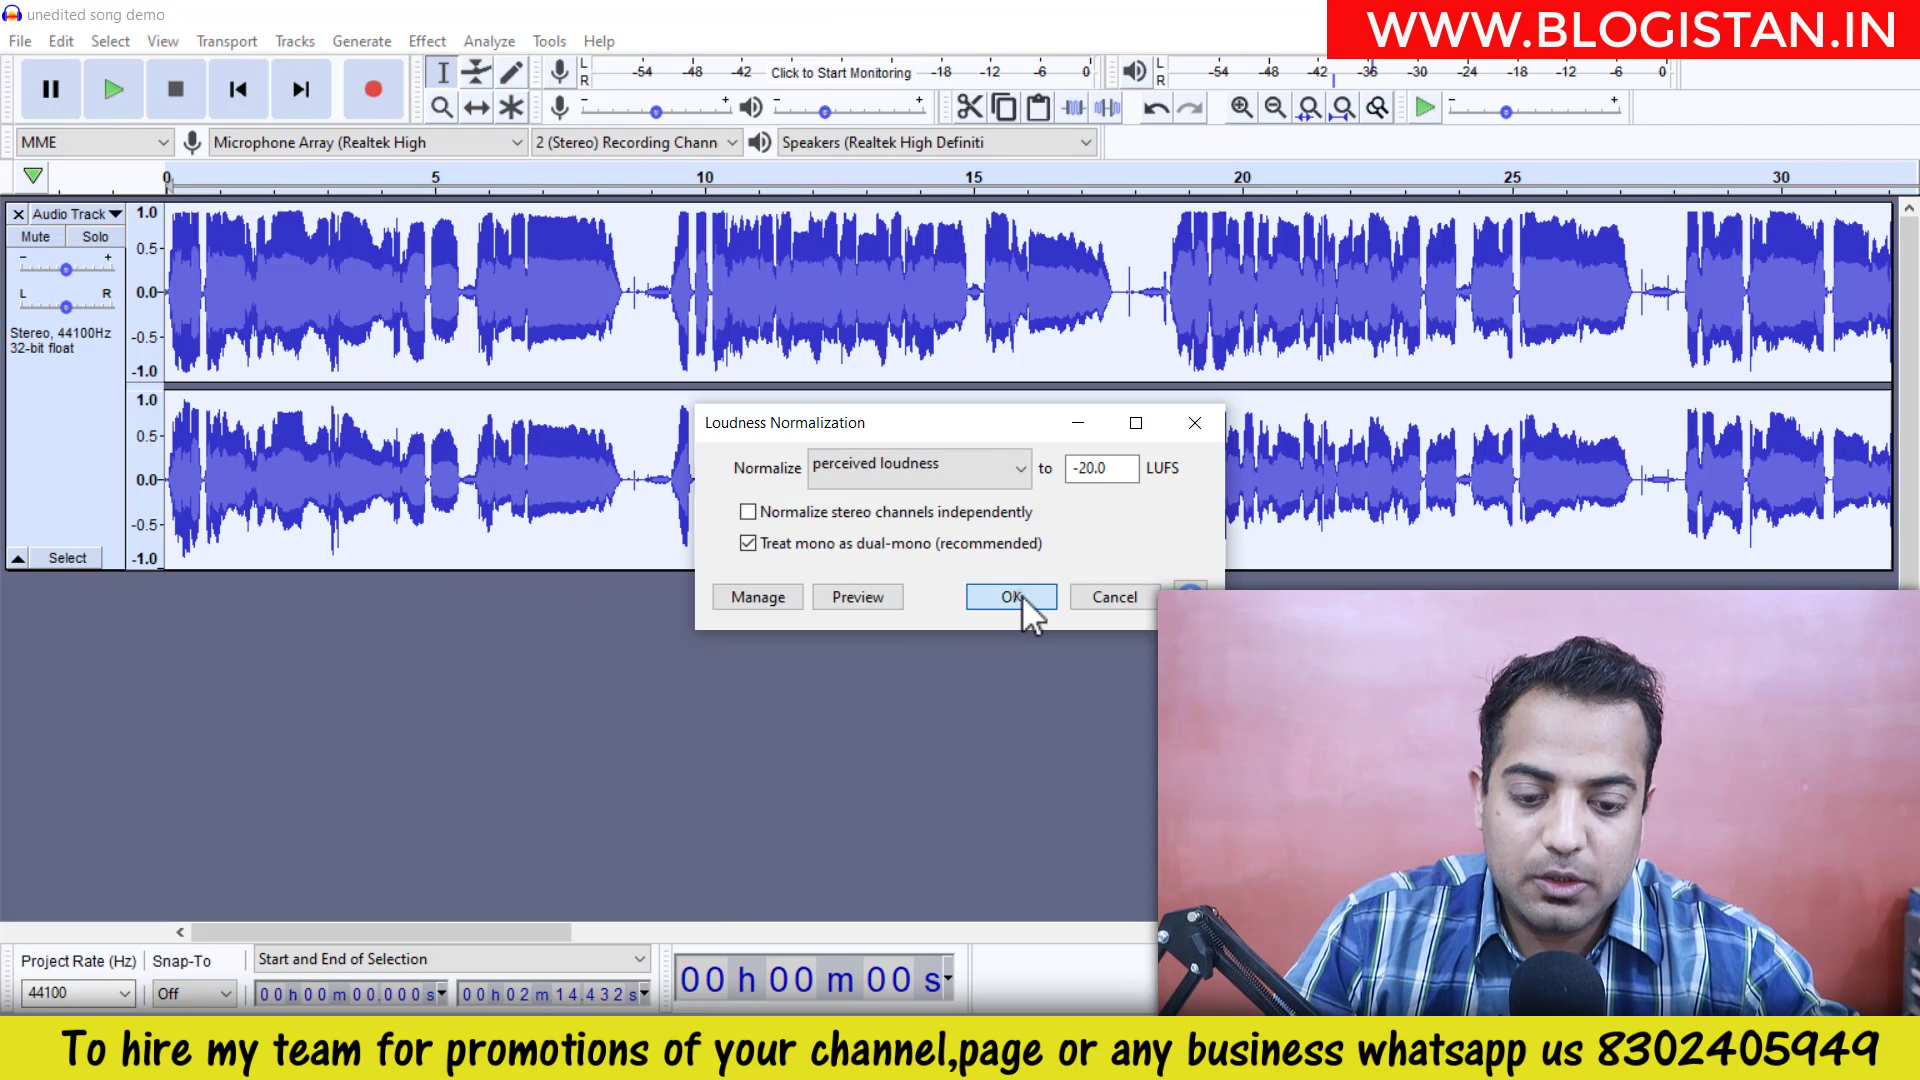 unedited song demo
WWW.BLOGISTAN.IN
File Edit Select View Transport Tracks Generate Effect Analyze Tools Help
L R -54 -48 -42 Click to Start Monitoring -18 -12 -6 0
L R -54 -48 -42 -36 -30 -24 -18 -12 -6 0
- + - + - +
MME Microphone Array (Realtek High 2 (Stereo) Recording Chann Speakers (Realtek High Definiti
0 5 10 15 20 25 30
Audio Track
Mute Solo
- +
L R
Stereo, 44100Hz
32-bit float
Select
1.0
0.5
0.0
-0.5
-1.0
1.0
0.5
0.0
-0.5
-1.0
Loudness Normalization
Normalize perceived loudness to -20.0 LUFS
Normalize stereo channels independently
Treat mono as dual-mono (recommended)
Manage Preview OK Cancel
Project Rate (Hz) Snap-To Start and End of Selection
44100 Off 00 h 00 m 00.000 s 00 h 02 m 14.432 s
00 h 00 m 00 s
To hire my team for promotions of your channel,page or any business whatsapp us 8302405949